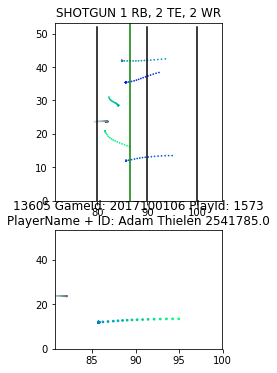 SHOTGUN 1 RB, 2 TE, 2 WR
50
40
30
20
10
0
80 90 100
13605 GameId: 2017100106 PlayId: 1573
PlayerName + ID: Adam Thielen 2541785.0
40
20
0
85 90 95 100